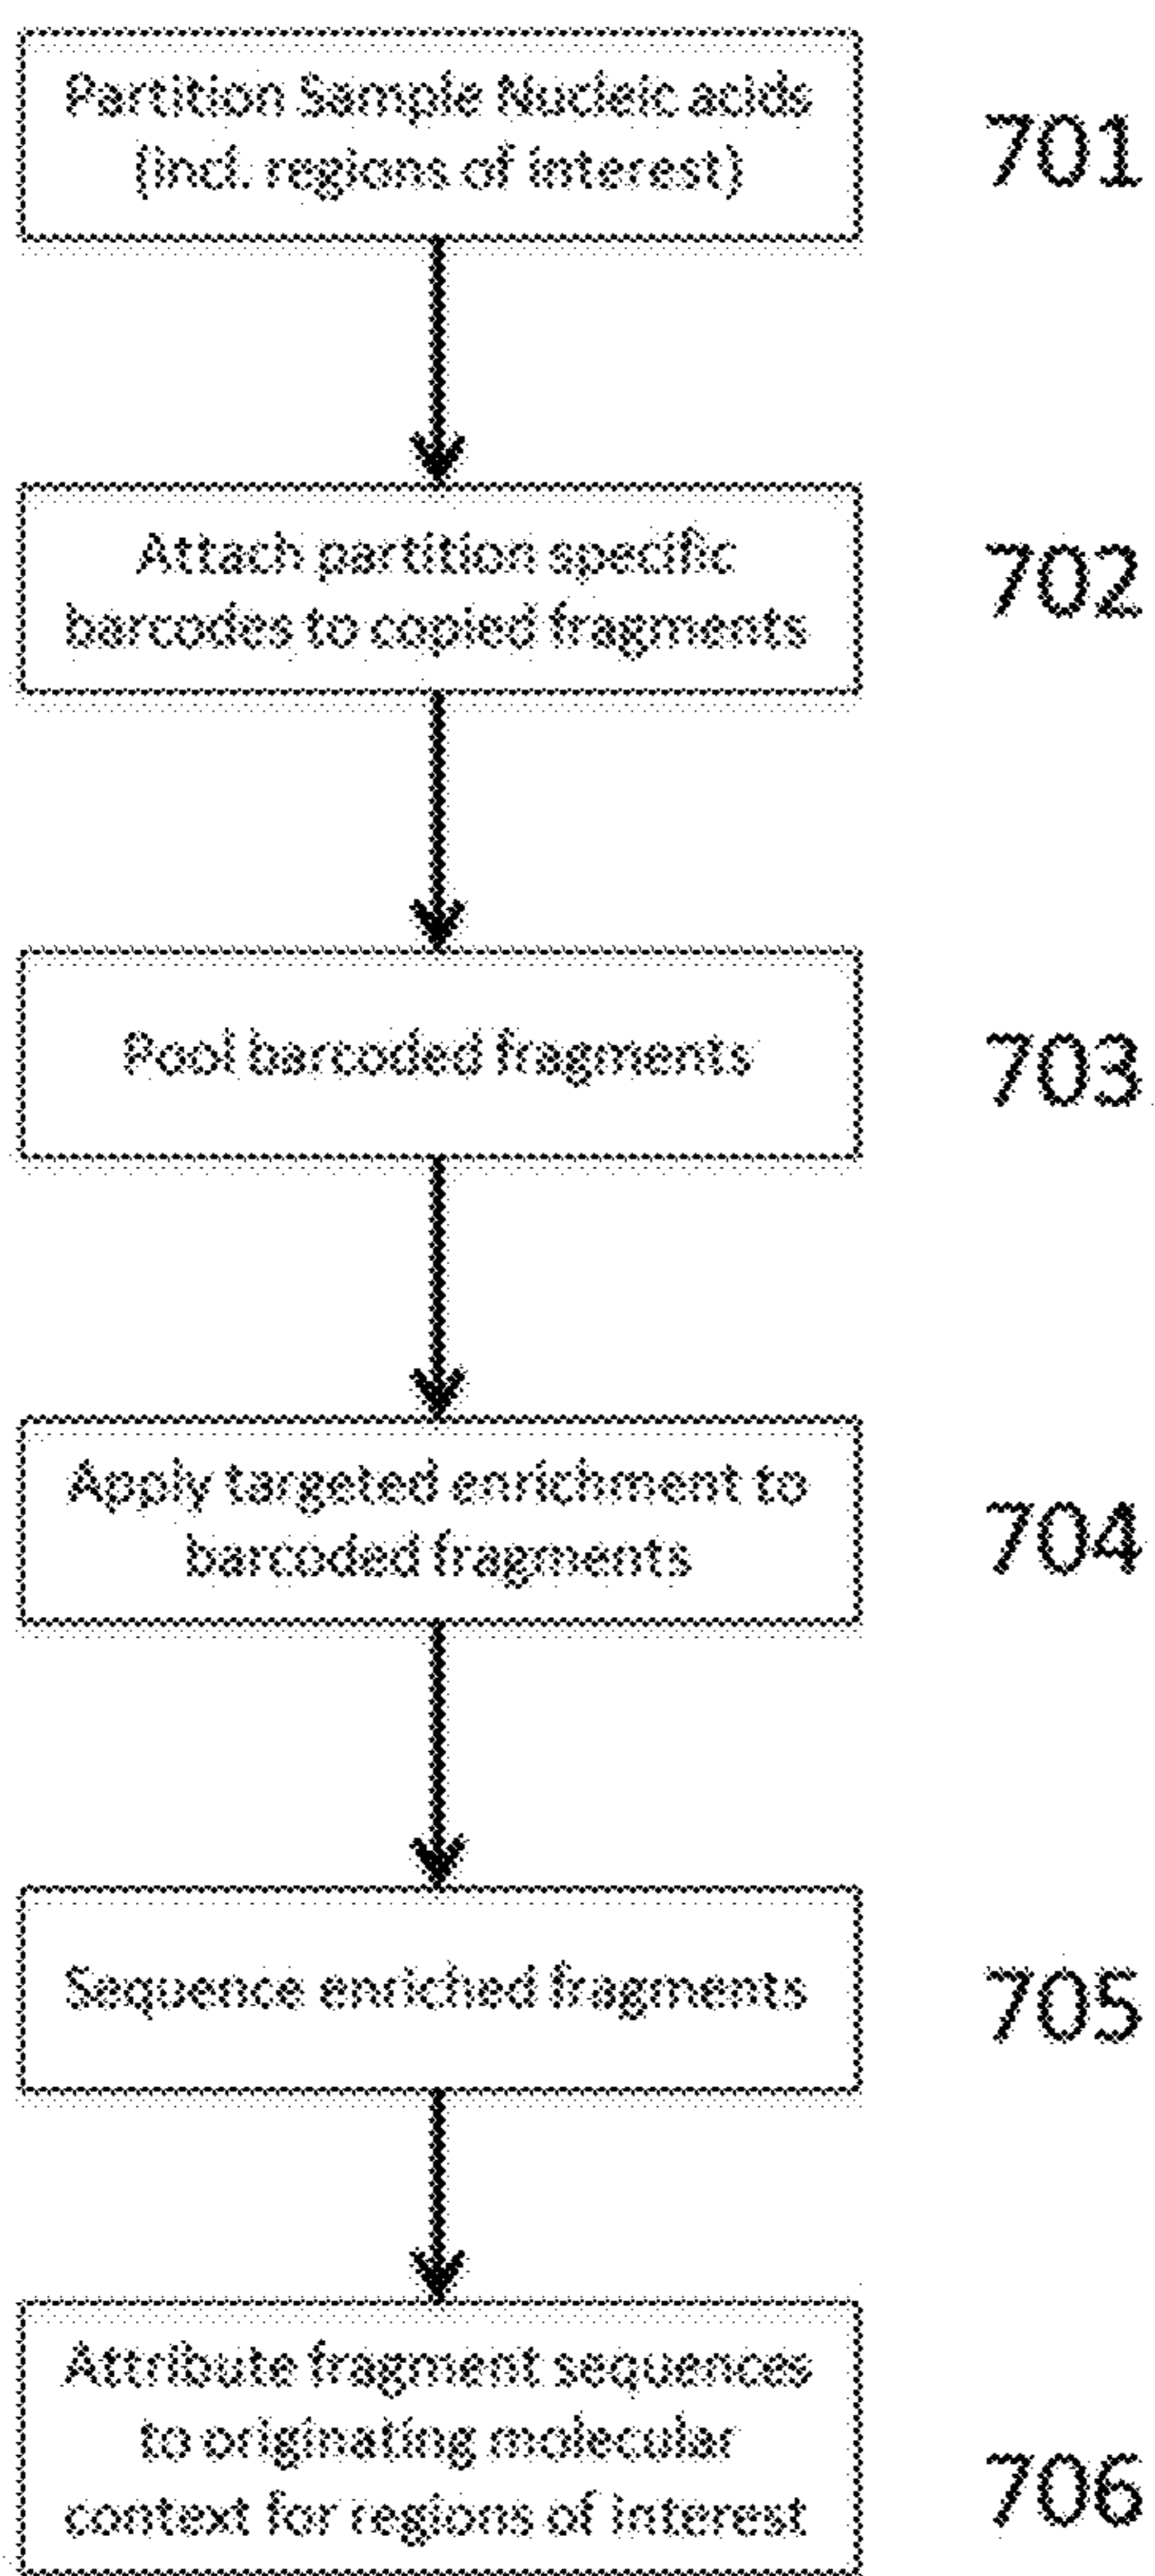 Partition Sample Nucleic acids
(incl. regions of interest)
701
Attach partition specific
barcodes to copied fragments
702
Pool barcoded fragments
703
Apply targeted enrichment to
barcoded fragments
704
Sequence enriched fragments
705
Attribute fragment sequences
to originating molecular
context for regions of interest
706